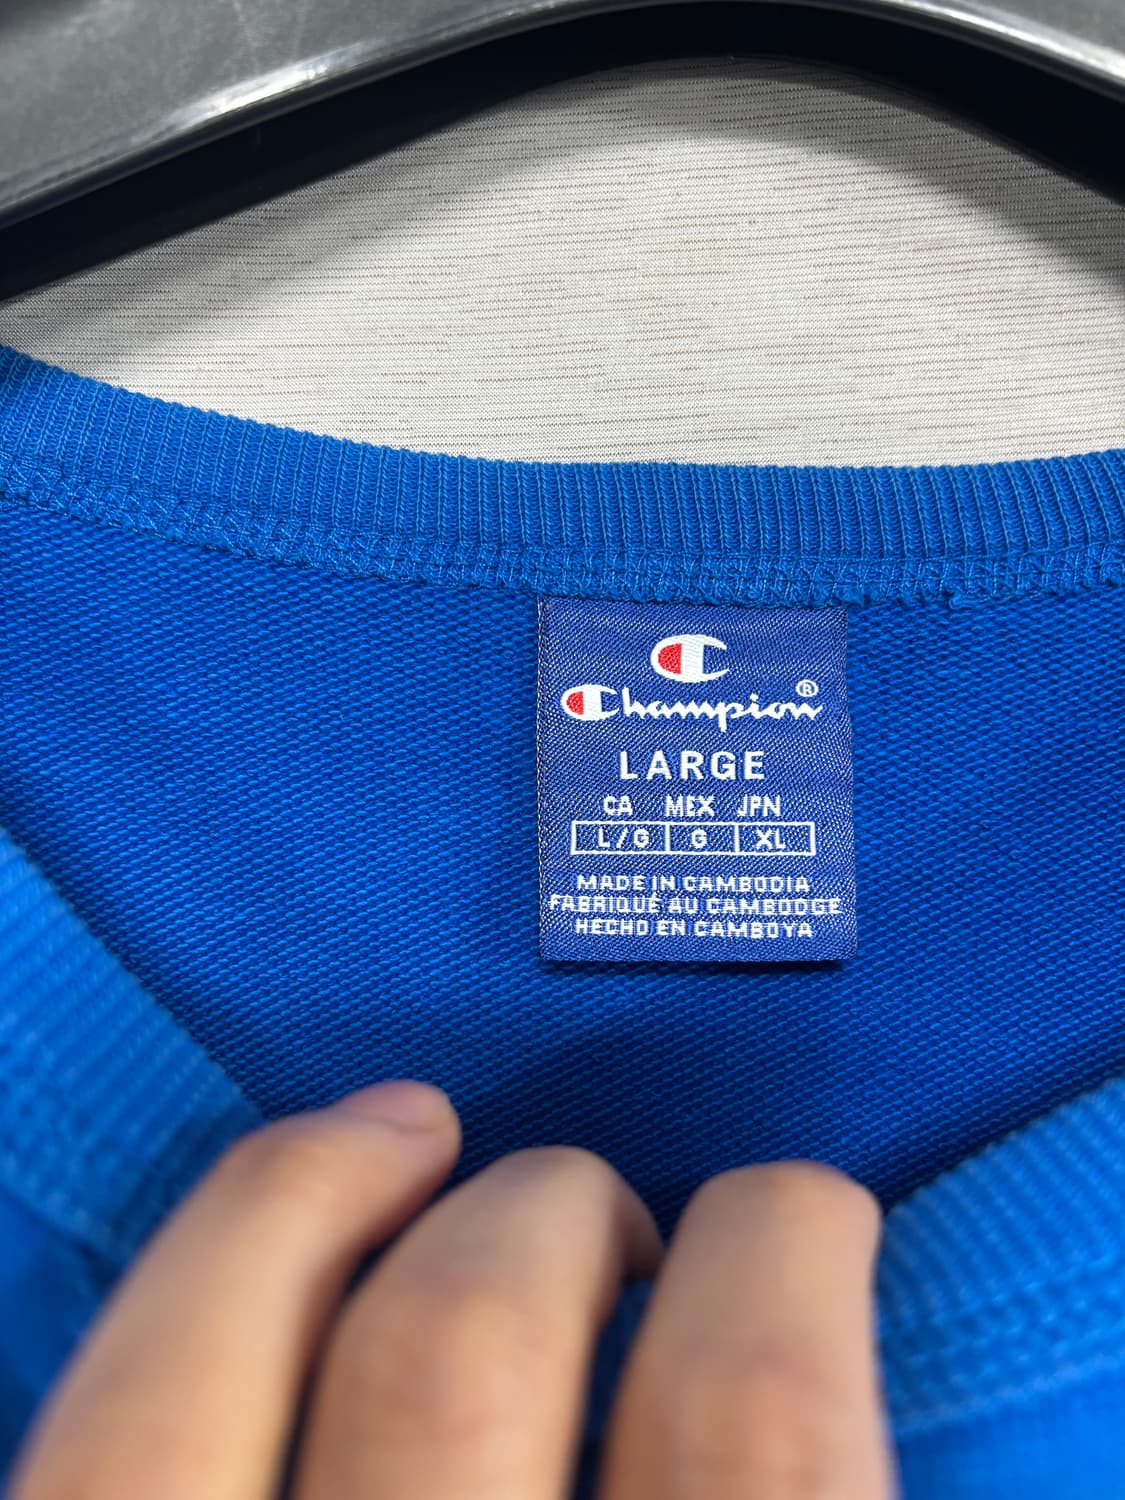 Champion®
LARGE
CA MEX JPN
L/G G XL
MADE IN CAMBODIA
FABRIQUÉ AU CAMBODGE
HECHO EN CAMBOYA